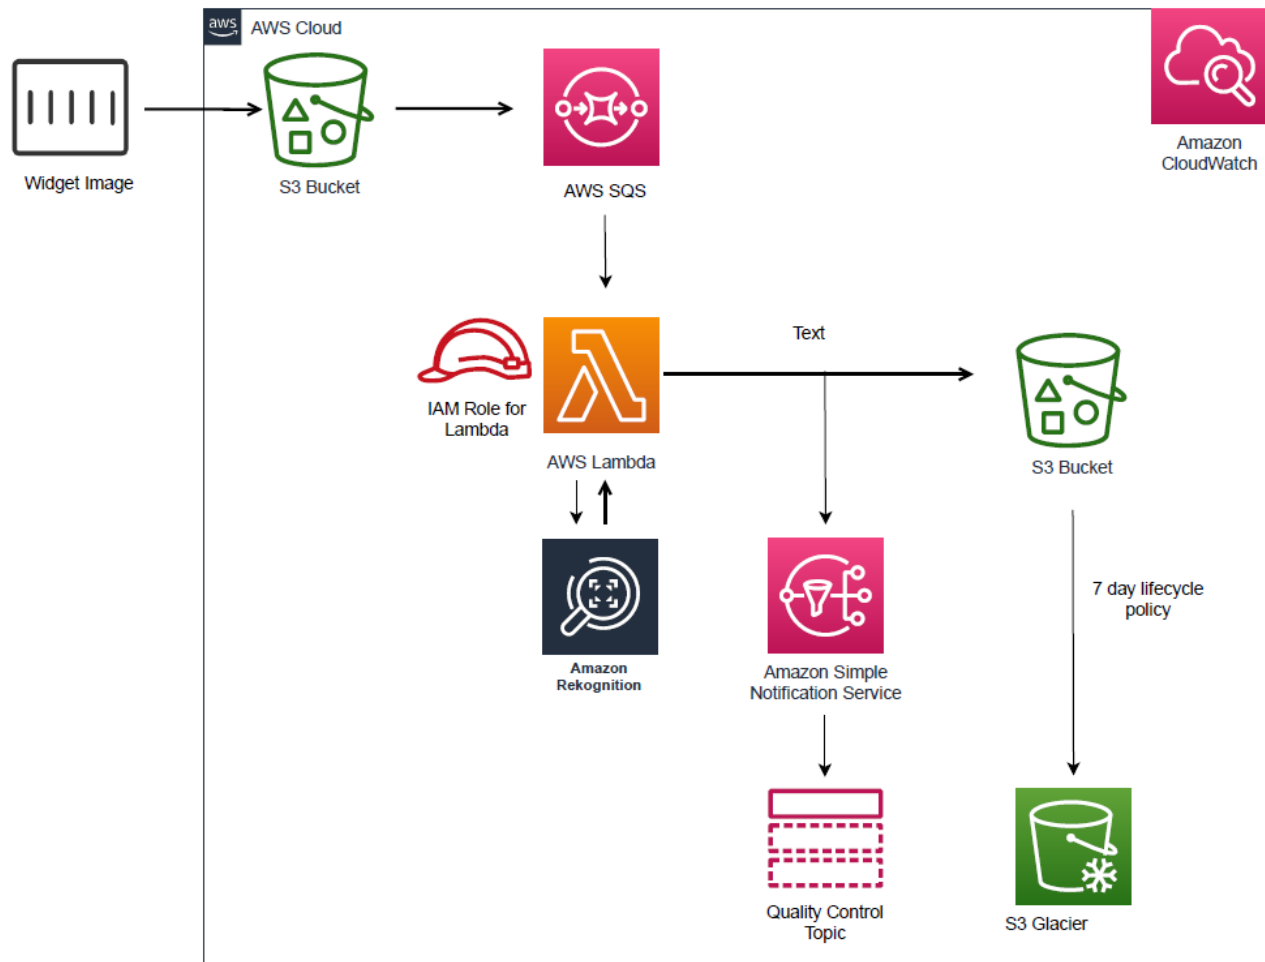 aws
AWS Cloud
Widget Image
S3 Bucket
AWS SQS
Amazon
CloudWatch
IAM Role for
Lambda
AWS Lambda
Text
S3 Bucket
Amazon
Rekognition
Amazon Simple
Notification Service
7 day lifecycle
policy
Quality Control
Topic
S3 Glacier